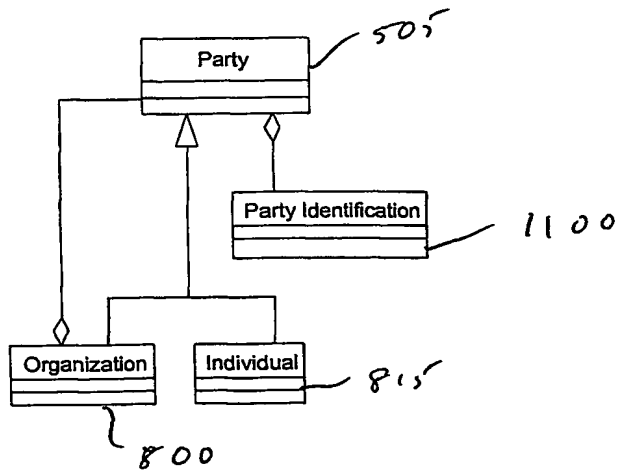 505
Party
Party Identification
1100
Organization
Individual
815
800